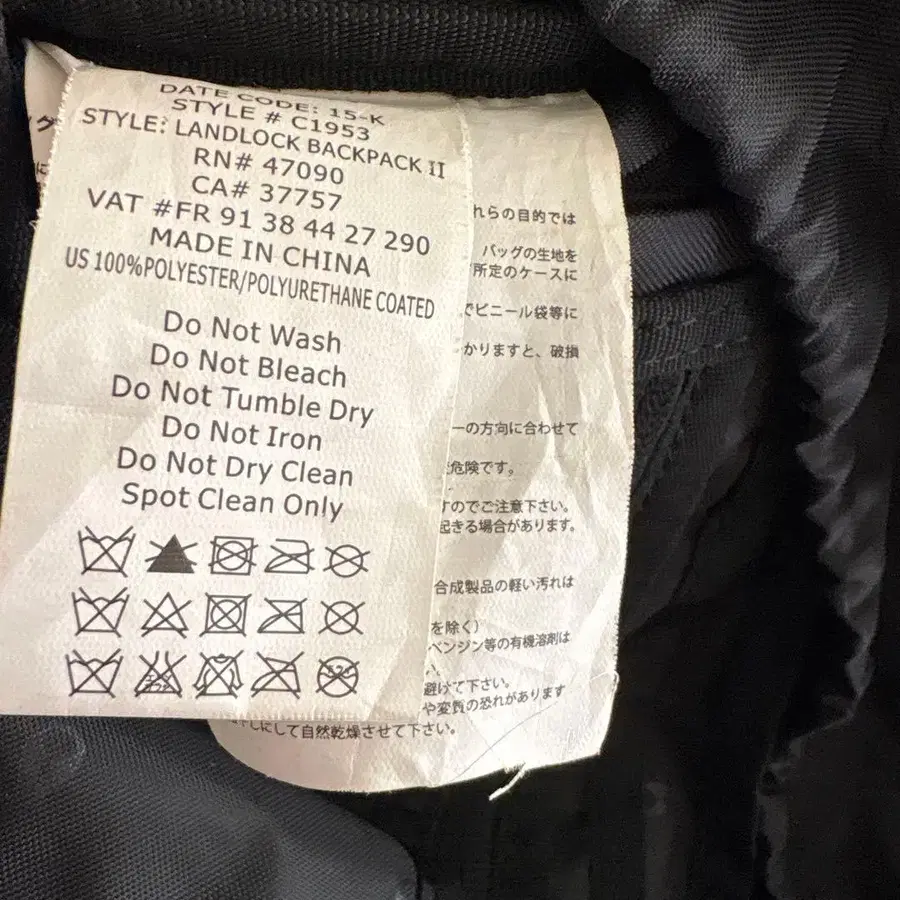 DATE CODE: 15-K
STYLE # C1953
STYLE: LANDLOCK BACKPACK II
RN# 47090
CA# 37757
VAT #FR 91 38 44 27 290
MADE IN CHINA
US 100%POLYESTER/POLYURETHANE COATED
Do Not Wash
Do Not Bleach
Do Not Tumble Dry
Do Not Iron
Do Not Dry Clean
Spot Clean Only
れらの目的では
バッグの生地を
所定のケースに
でビニール袋等に
かりますと、破損
ーの方向に合わせて
危険です。
すのでご注意下さい。
起きる場合があります。
合成製品の軽い汚れは
を除く)
ベンジン等の有機溶剤は
避けて下さい。
や変質の恐れがあります
にして自然乾燥させて下さい。